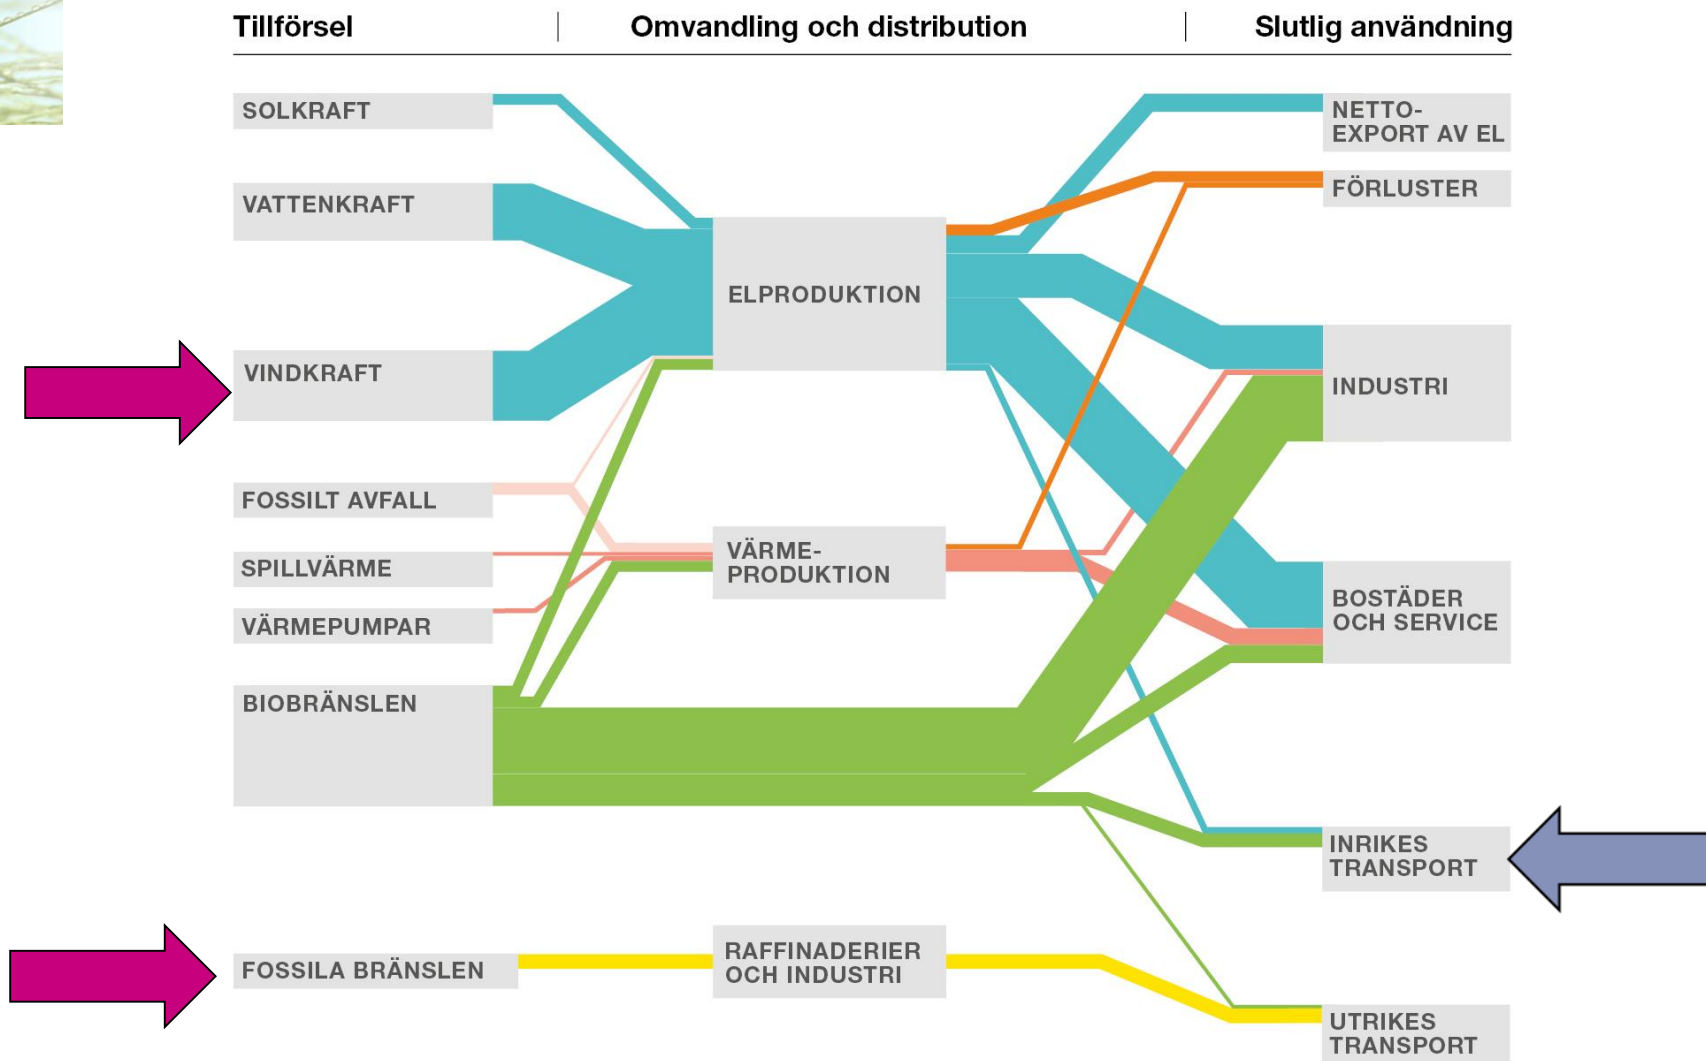 Tillförsel
Omvandling och distribution
Slutlig användning
SOLKRAFT
VATTENKRAFT
VINDKRAFT
FOSSILT AVFALL
SPILLVÄRME
VÄRMEPUMPAR
BIOBRÄNSLEN
FOSSILA BRÄNSLEN
ELPRODUKTION
VÄRME-
PRODUKTION
RAFFINADERIER
OCH INDUSTRI
NETTO-
EXPORT AV EL
FÖRLUSTER
INDUSTRI
BOSTÄDER
OCH SERVICE
INRIKES
TRANSPORT
UTRIKES
TRANSPORT